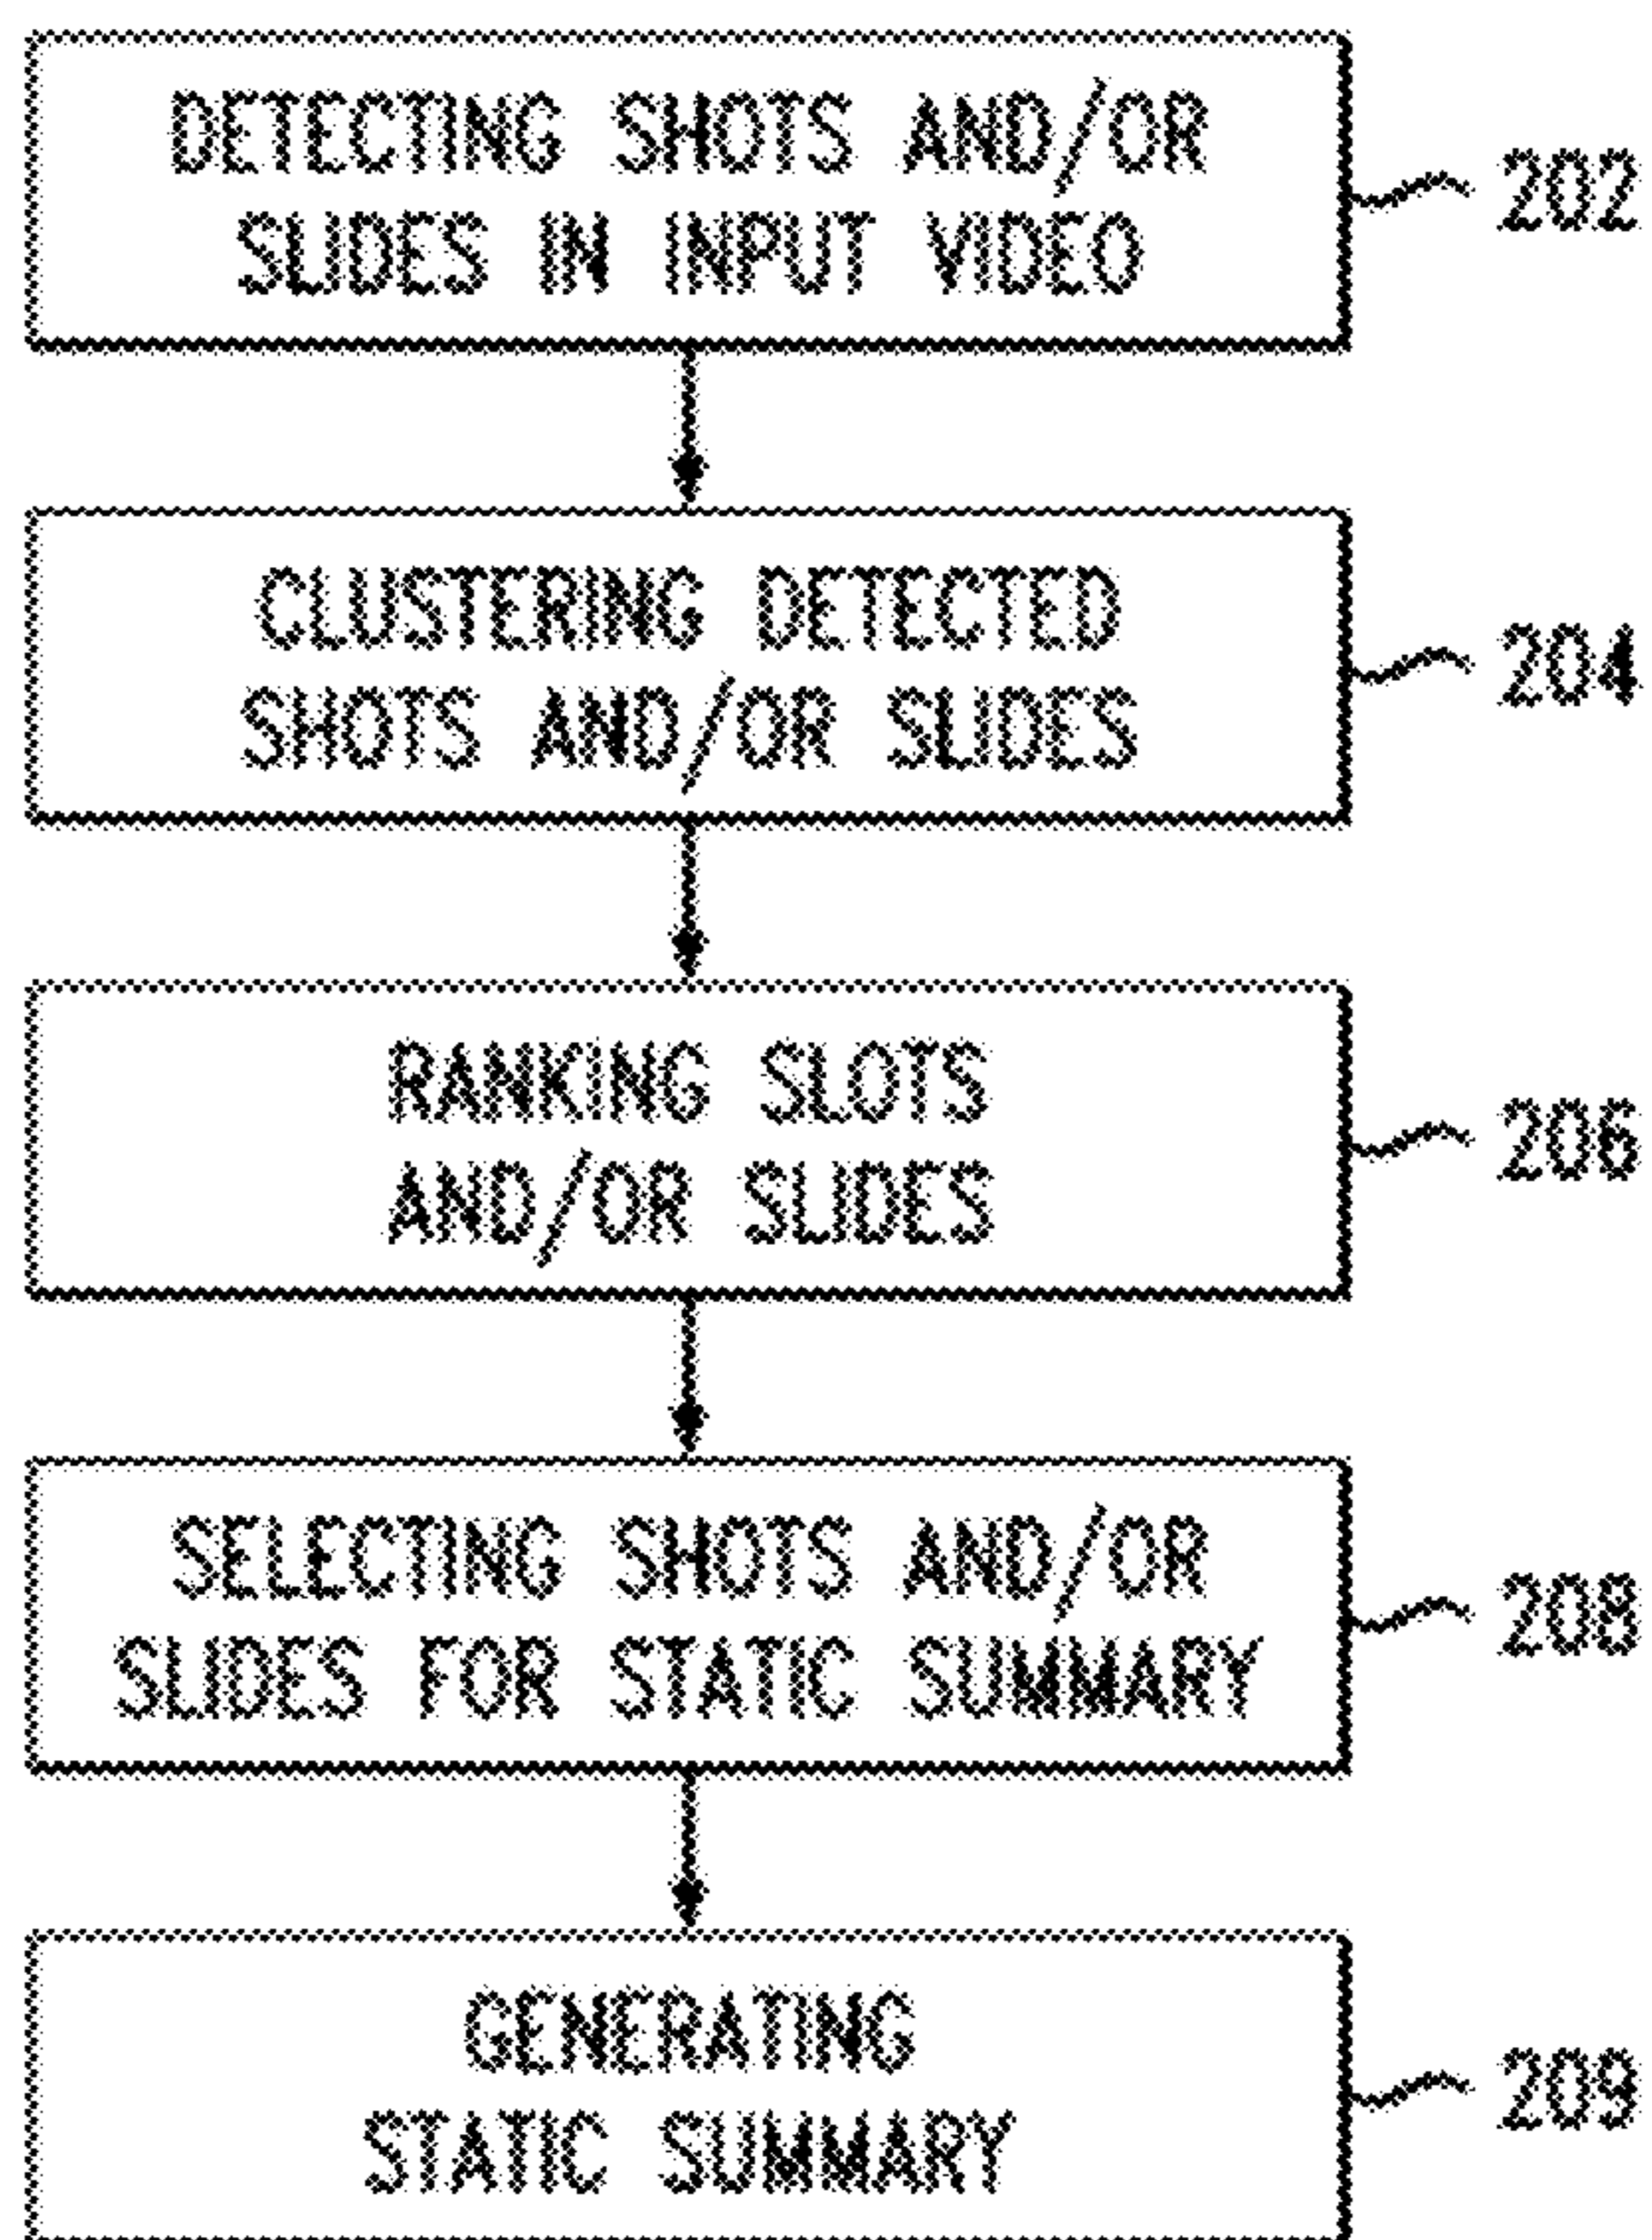 DETECTING SHOTS AND/OR
SLIDES IN INPUT VIDEO
202
CLUSTERING DETECTED
SHOTS AND/OR SLIDES
204
RANKING SLOTS
AND/OR SLIDES
206
SELECTING SHOTS AND/OR
SLIDES FOR STATIC SUMMARY
208
GENERATING
STATIC SUMMARY
209